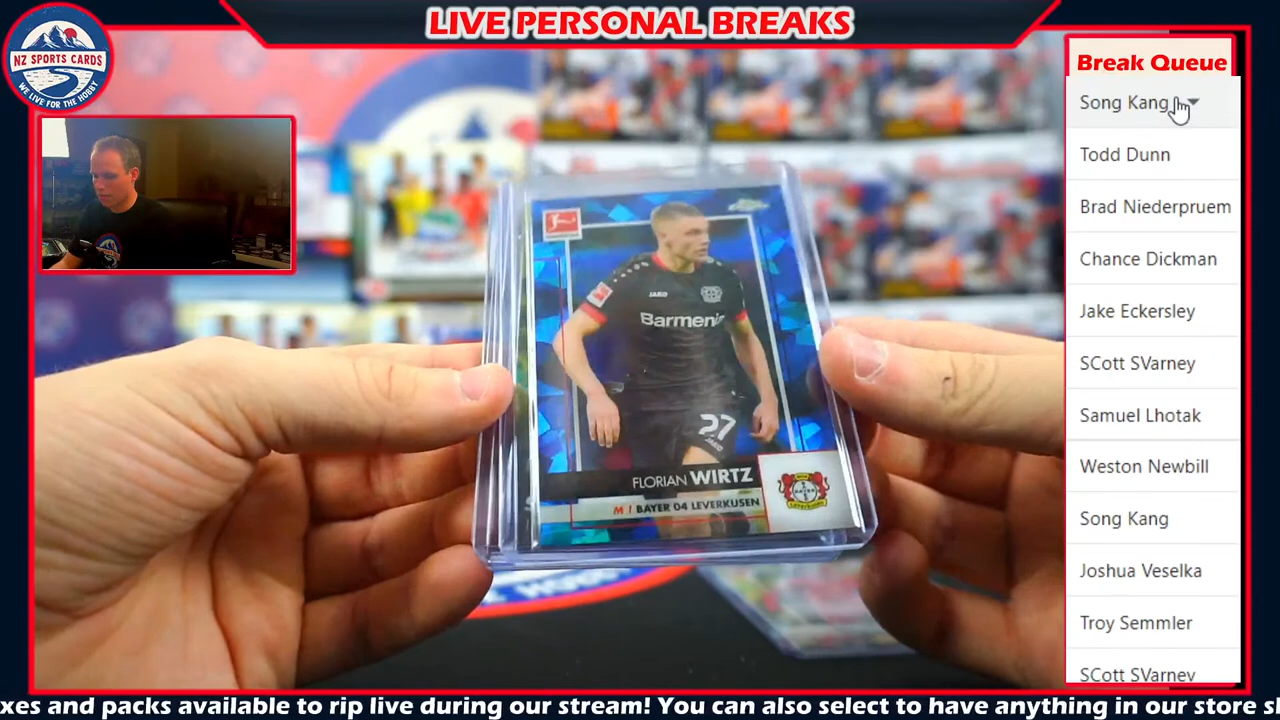 LIVE PERSONAL BREAKS
NZ SPORTS CARDS
WE LIVE FOR THE HOBBY
Break Queue
Song Kang
Todd Dunn
Brad Niederpruem
Chance Dickman
Jake Eckersley
SCott SVarney
Samuel Lhotak
Weston Newbill
Song Kang
Joshua Veselka
Troy Semmler
SCott SVarney
JAKO
Barmenia
27
JAKO
FLORIAN WIRTZ
M | BAYER 04 LEVERKUSEN
xes and packs available to rip live during our stream! You can also select to have anything in our store s